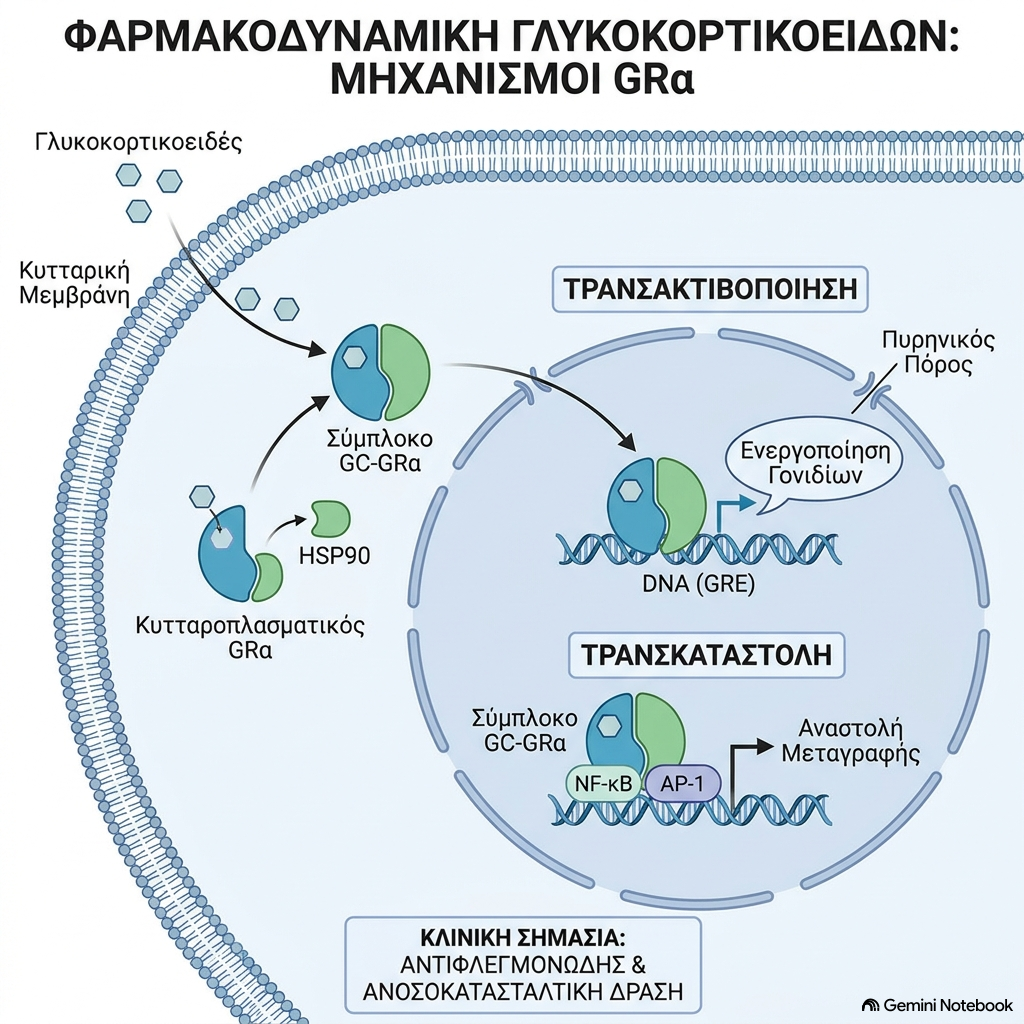 ΦΑΡΜΑΚΟΔΥΝΑΜΙΚΗ ΓΛΥΚΟΚΟΡΤΙΚΟΕΙΔΩΝ:
ΜΗΧΑΝΙΣΜΟΙ GRα
Γλυκοκορτικοειδές
Κυτταρική
Μεμβράνη
ΤΡΑΝΣΑΚΤΙΒΟΠΟΙΗΣΗ
Πυρηνικός
Πόρος
Σύμπλοκο
GC-GRα
Ενεργοποίηση
Γονιδίων
HSP90
DNA (GRE)
Κυτταροπλασματικός
GRα
ΤΡΑΝΣΚΑΤΑΣΤΟΛΗ
Σύμπλοκο
GC-GRα
Αναστολή
Μεταγραφής
NF-κB
AP-1
ΚΛΙΝΙΚΗ ΣΗΜΑΣΙΑ:
ΑΝΤΙΦΛΕΓΜΟΝΩΔΗΣ &
ΑΝΟΣΟΚΑΤΑΣΤΑΛΤΙΚΗ ΔΡΑΣΗ
Gemini Notebook